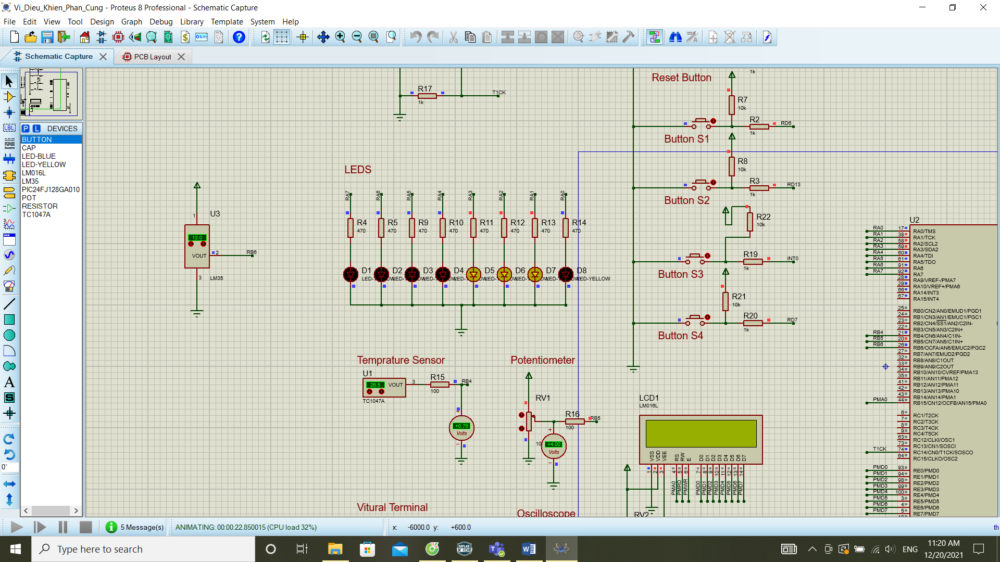 Vi_Dieu_Khien_Phan_Cung - Proteus 8 Professional - Schematic Capture
File Edit View Tool Design Graph Debug Library Template System Help
Schematic Capture
PCB Layout
P L DEVICES
BUTTON
CAP
LED-BLUE
LED-YELLOW
LM016L
LM35
PIC24FJ128GA010
POT
RESISTOR
TC1047A
LBL
A
S
0°
R17
1k
T1CK
Reset Button
1k
R7
10k
R2
1k
RD6
Button S1
R8
10k
R3
1k
RD13
Button S2
R22
10k
R19
1k
INT0
Button S3
R21
10k
R20
1k
RD7
Button S4
LEDS
RA7 RA6 RA5 RA4 RA3 RA2 RA1 RA0
R4 R5 R9 R10 R11 R12 R13 R14
470 470 470 470 470 470 470 470
D1 D2 D3 D4 D5 D6 D7 D8
LED-YELLOW
1
U3
12.0
VOUT
2
RB6
3
LM35
Temprature Sensor
U1
26.5
VOUT
3
TC1047A
R15
100
RB4
+0.76
Volts
Potentiometer
RV1
R16
100
RB5
10
+4.00
Volts
Vitural Terminal
Oscilloscope
LCD1
LM016L
VSS VDD VEE RS RW E D0 D1 D2 D3 D4 D5 D6 D7
1 2 3 4 5 6 7 8 9 10 11 12 13 14
PMA0 PMRD PMWR PMD0 PMD1 PMD2 PMD3 PMD4 PMD5 PMD6 PMD7
RV2
U2
RA0 17 RA0/TMS
RA1 38 RA1/TCK
RA2 58 RA2/SCL2
RA3 59 RA3/SDA2
RA4 60 RA4/TDI
RA5 61 RA5/TDO
RA6 91 RA6
RA7 92 RA7
28 RA9/VREF-/PMA7
29 RA10/VREF+/PMA6
66 RA14/INT3
67 RA15/INT4
25 RB0/CN2/AN0/EMUD1/PGD1
24 RB1/CN3/AN1/EMUC1/PGC1
23 RB2/CN4/SS1/AN2/C2IN-
22 RB3/CN5/AN3/C2IN+
RB4 21 RB4/CN6/AN4/C1IN-
RB5 20 RB5/CN7/AN5/C1IN+
RB6 26 RB6/OCFA/AN6/EMUC2/PGC2
27 RB7/AN7/EMUD2/PGD2
32 RB8/AN8/C1OUT
33 RB9/AN9/C2OUT
34 RB10/AN10/CVREF/PMA13
35 RB11/AN11/PMA12
41 RB12/AN12/PMA11
42 RB13/AN13/PMA10
43 RB14/AN14/PMA1
PMA0 44 RB15/CN12/OCFB/AN15/PMA0
6 RC1/T2CK
7 RC2/T3CK
8 RC3/T4CK
9 RC4/T5CK
63 RC12/CLKI/OSC1
73 RC13/CN1/SOSCI
T1CK 74 RC14/CN0/T1CK/SOSCO
64 RC15/CLKO/OSC2
PMD0 93 RE0/PMD0
PMD1 94 RE1/PMD1
PMD2 98 RE2/PMD2
PMD3 99 RE3/PMD3
PMD4 100 RE4/PMD4
PMD5 3 RE5/PMD5
PMD6 4 RE6/PMD6
PMD7 5 RE7/PMD7
5 Message(s)
ANIMATING: 00:00:22.850015 (CPU load 32%)
x: -6000.0 y: +600.0
th
Type here to search
ENG
11:20 AM
12/20/2021